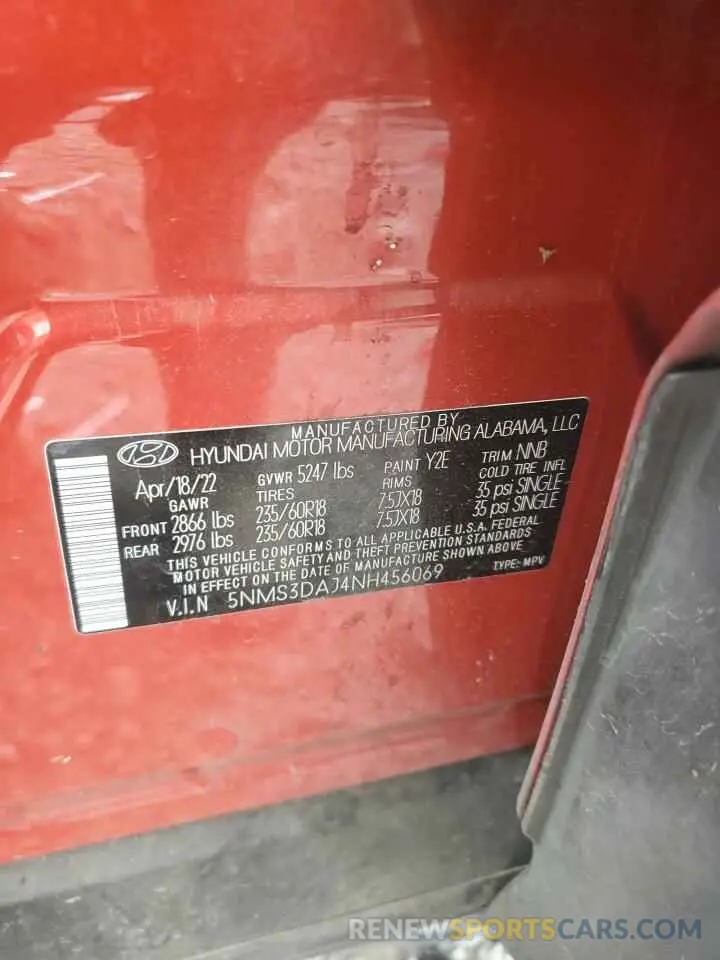 MANUFACTURED BY
HYUNDAI MOTOR MANUFACTURING ALABAMA, LLC
Apr/18/22 GVWR 5247 lbs PAINT Y2E TRIM NNB
GAWR TIRES RIMS COLD TIRE INFL
FRONT 2866 lbs 235/60R18 7.5JX18 35 psi SINGLE
REAR 2976 lbs 235/60R18 7.5JX18 35 psi SINGLE
THIS VEHICLE CONFORMS TO ALL APPLICABLE U.S.A. FEDERAL
MOTOR VEHICLE SAFETY AND THEFT PREVENTION STANDARDS
IN EFFECT ON THE DATE OF MANUFACTURE SHOWN ABOVE
V.I.N 5NMS3DAJ4NH456069 TYPE:- MPV
RENEWSPORTSCARS.COM